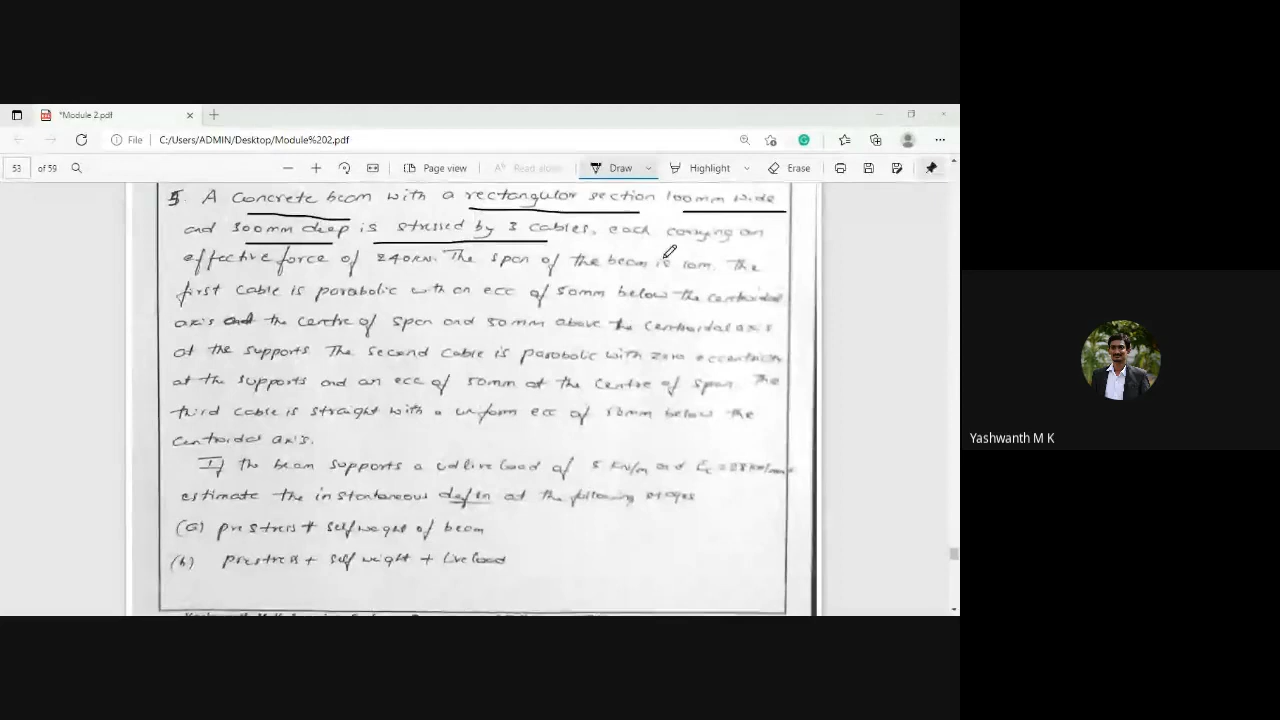 *Module 2.pdf
File C:/Users/ADMIN/Desktop/Module%202.pdf
53 of 59 Page view Read aloud Draw Highlight Erase
5. A Concrete beam with a rectangular section 100mm wide
and 300mm deep is stressed by 3 cables, each carrying an
effective force of 240KN. The span of the beam is 10m. The
first cable is parabolic with an ecc of 50mm below the centroidal
axis at the centre of span and 50mm above the centroidal axis
at the supports The second cable is parabolic with zero eccentricity
at the supports and an ecc of 50mm at the centre of span. The
third cable is straight with a uniform ecc of 50mm below the
centroidal axis.
If the beam supports a live load of 5 KN/m and Ec =
estimate the instantaneous defln at the following stages
(a) prestress + selfweight of beam
(b) prestress + self weight + Live load
Yashwanth M K